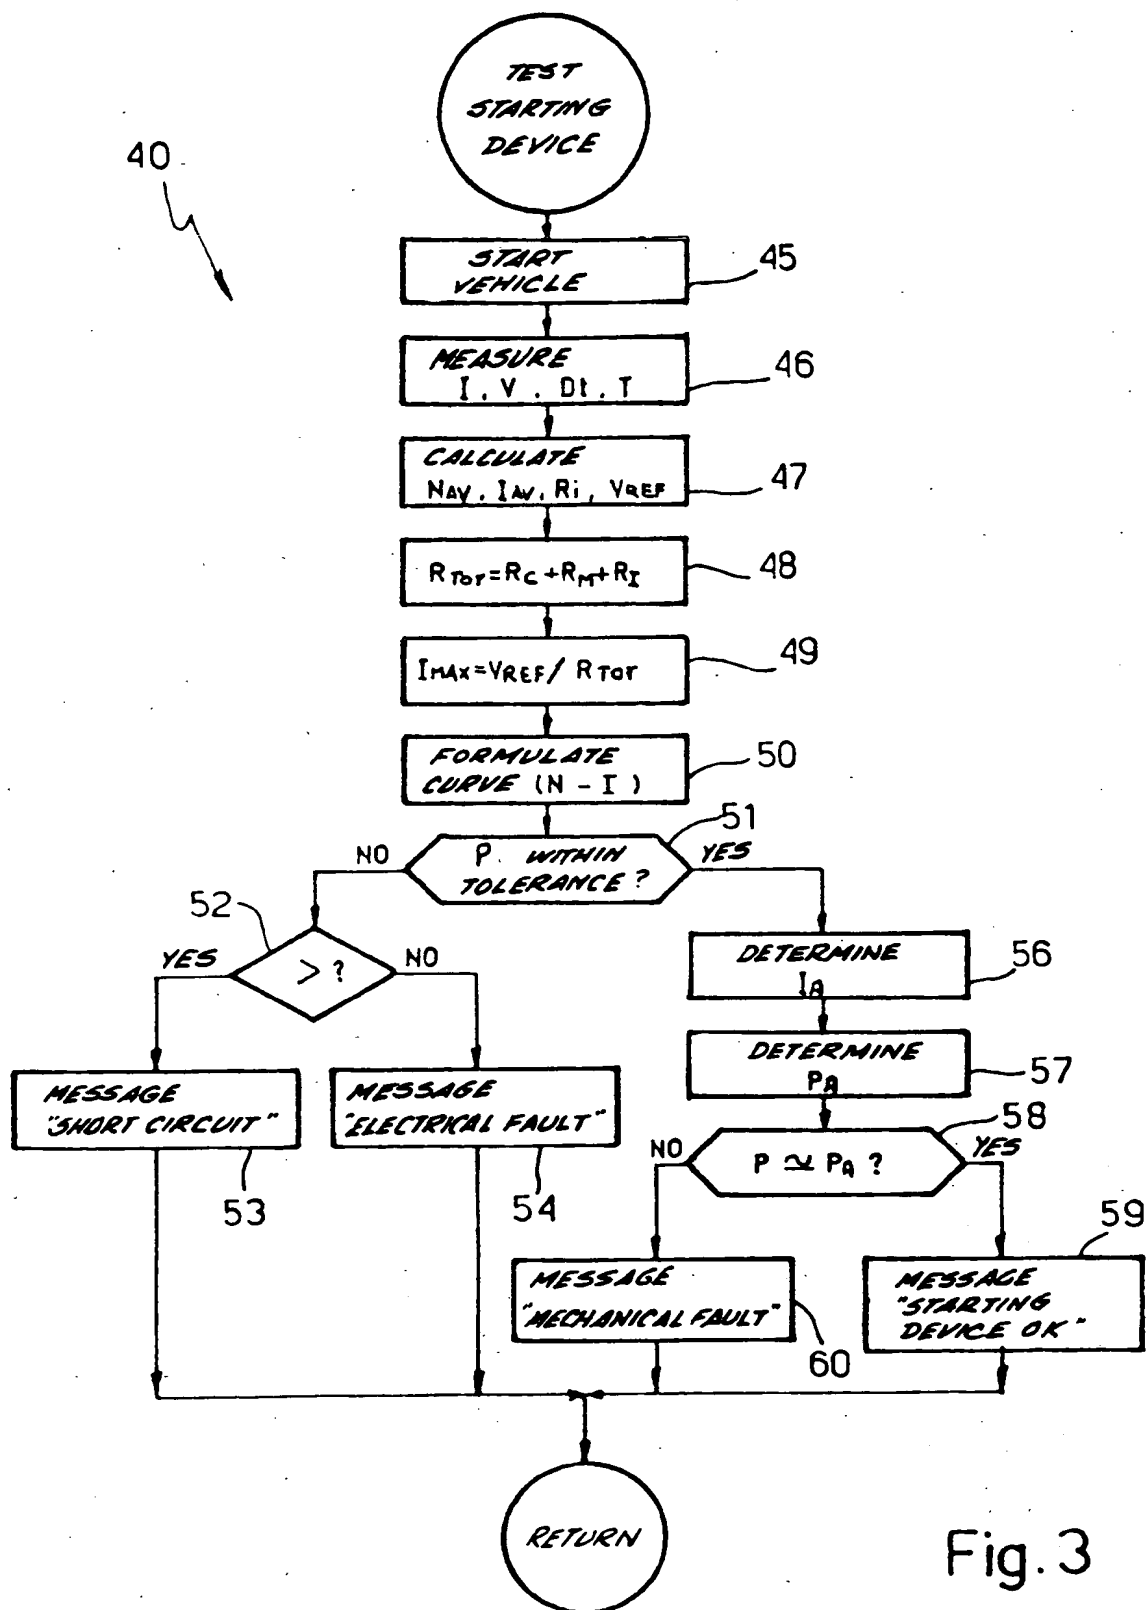 TEST
STARTING
DEVICE
40
START
VEHICLE
45
MEASURE
I, V, Dt, T
46
CALCULATE
NAV, IAV, Ri, VREF
47
RTOT=RC+RM+RI
48
IMAX=VREF/ RTOT
49
FORMULATE
CURVE (N - I)
50
51
NO
P. WITHIN
TOLERANCE?
YES
52
YES
> ?
NO
DETERMINE
IA
56
DETERMINE
PA
57
MESSAGE
"SHORT CIRCUIT"
53
MESSAGE
"ELECTRICAL FAULT"
54
58
NO
P ≃ PA ?
YES
59
MESSAGE
"MECHANICAL FAULT"
60
MESSAGE
"STARTING
DEVICE OK"
RETURN
Fig. 3